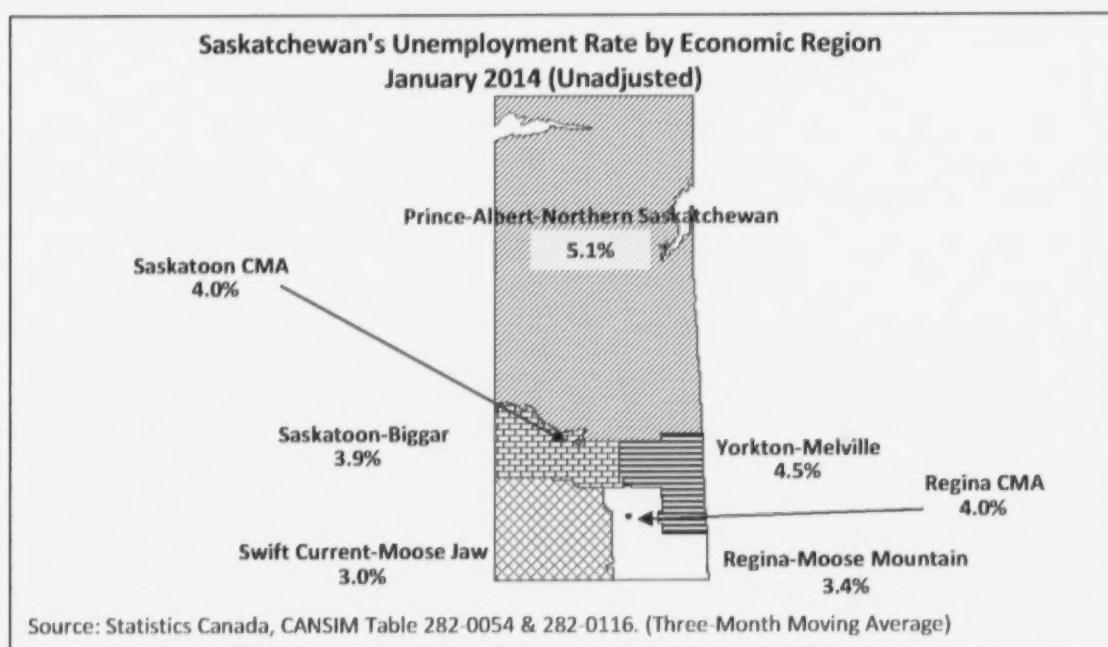 Saskatchewan's Unemployment Rate by Economic Region
January 2014 (Unadjusted)
Prince-Albert-Northern Saskatchewan
5.1%
Saskatoon CMA
4.0%
Saskatoon-Biggar
3.9%
Yorkton-Melville
4.5%
Regina CMA
4.0%
Swift Current-Moose Jaw
3.0%
Regina-Moose Mountain
3.4%
Source: Statistics Canada, CANSIM Table 282-0054 & 282-0116. (Three-Month Moving Average)